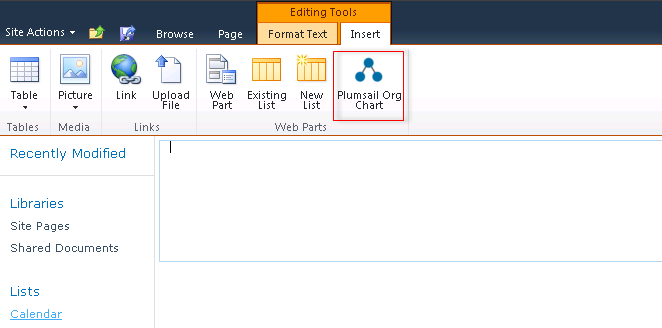 Editing Tools
Site Actions Browse Page Format Text Insert
Table Picture Link Upload File Web Part Existing List New List Plumsail Org Chart
Tables Media Links Web Parts
Recently Modified
Libraries
Site Pages
Shared Documents
Lists
Calendar